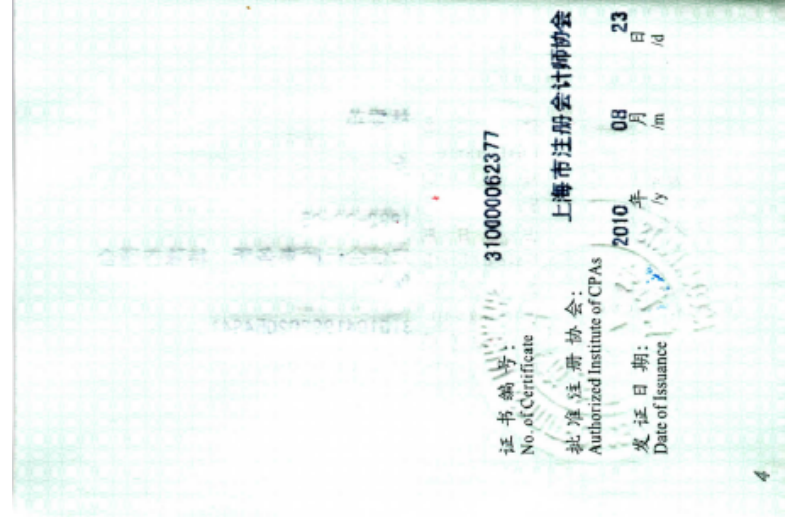 证书编号: 310000062377
No. of Certificate
批准注册协会: 上海市注册会计师协会
Authorized Institute of CPAs
发证日期: 2010 年 08 月 23 日
Date of Issuance /y /m /d
4